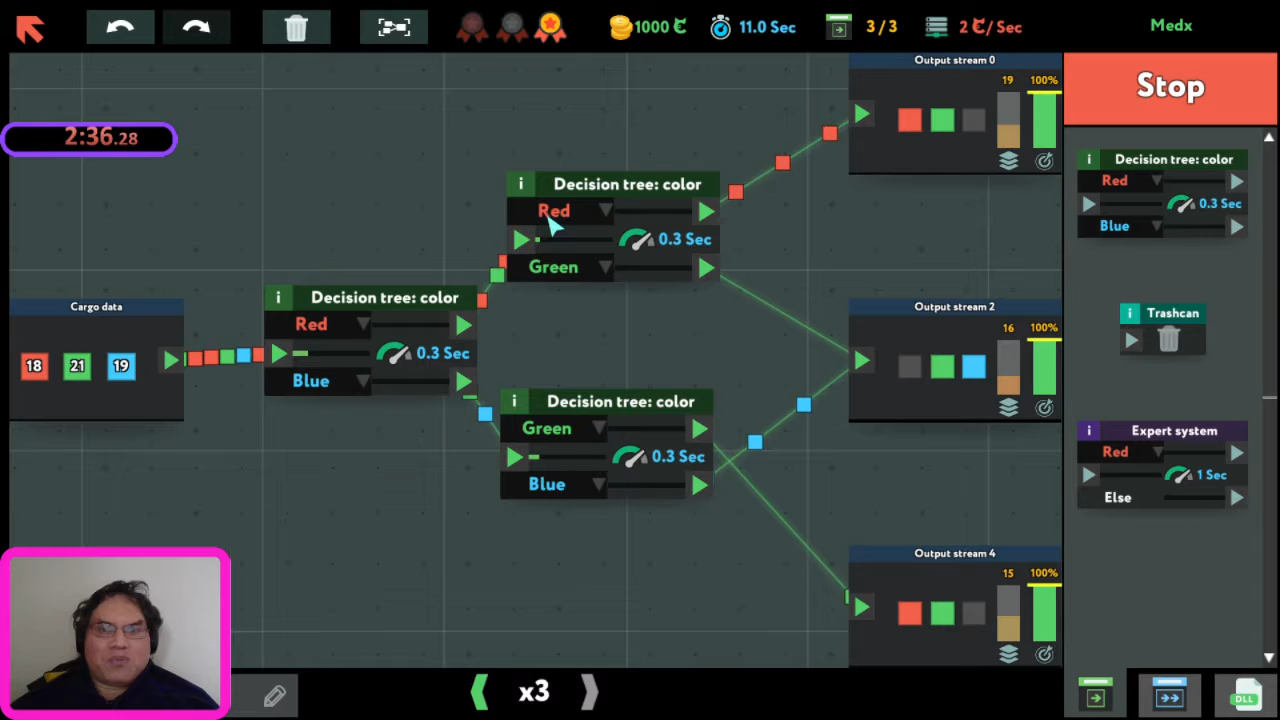 1000 ₾
11.0 Sec
3/3
2 ₾/Sec
Medx
Stop
2:36.28
Output stream 0
19
100%
Decision tree: color
Red
0.3 Sec
Green
Decision tree: color
Red
0.3 Sec
Blue
Cargo data
18
21
19
Decision tree: color
Green
0.3 Sec
Blue
Output stream 2
16
100%
Output stream 4
15
100%
i
Decision tree: color
Red
0.3 Sec
Blue
i
Trashcan
i
Expert system
Red
1 Sec
Else
x3
DLL